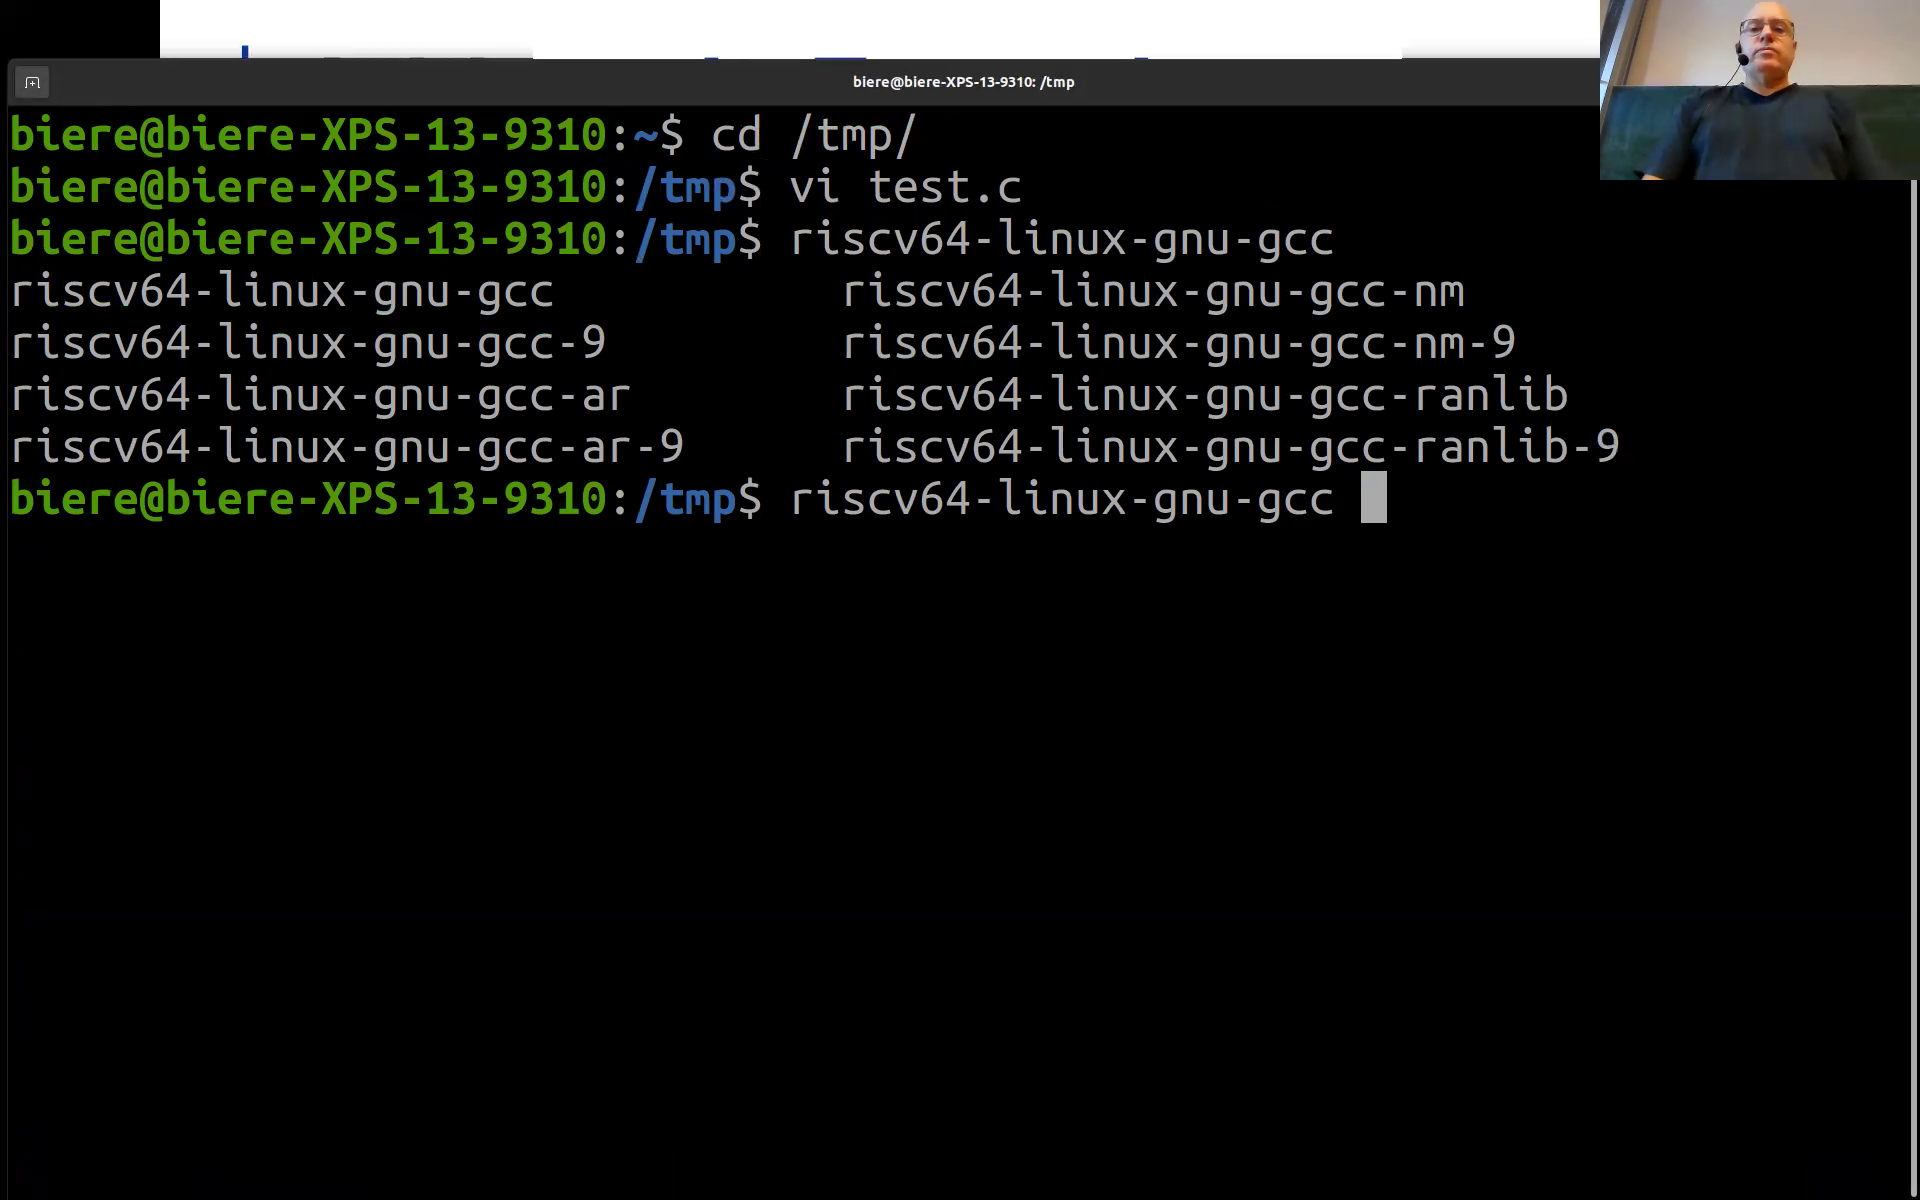 biere@biere-XPS-13-9310: /tmp
biere@biere-XPS-13-9310:~$ cd /tmp/
biere@biere-XPS-13-9310:/tmp$ vi test.c
biere@biere-XPS-13-9310:/tmp$ riscv64-linux-gnu-gcc
riscv64-linux-gnu-gcc riscv64-linux-gnu-gcc-nm
riscv64-linux-gnu-gcc-9 riscv64-linux-gnu-gcc-nm-9
riscv64-linux-gnu-gcc-ar riscv64-linux-gnu-gcc-ranlib
riscv64-linux-gnu-gcc-ar-9 riscv64-linux-gnu-gcc-ranlib-9
biere@biere-XPS-13-9310:/tmp$ riscv64-linux-gnu-gcc